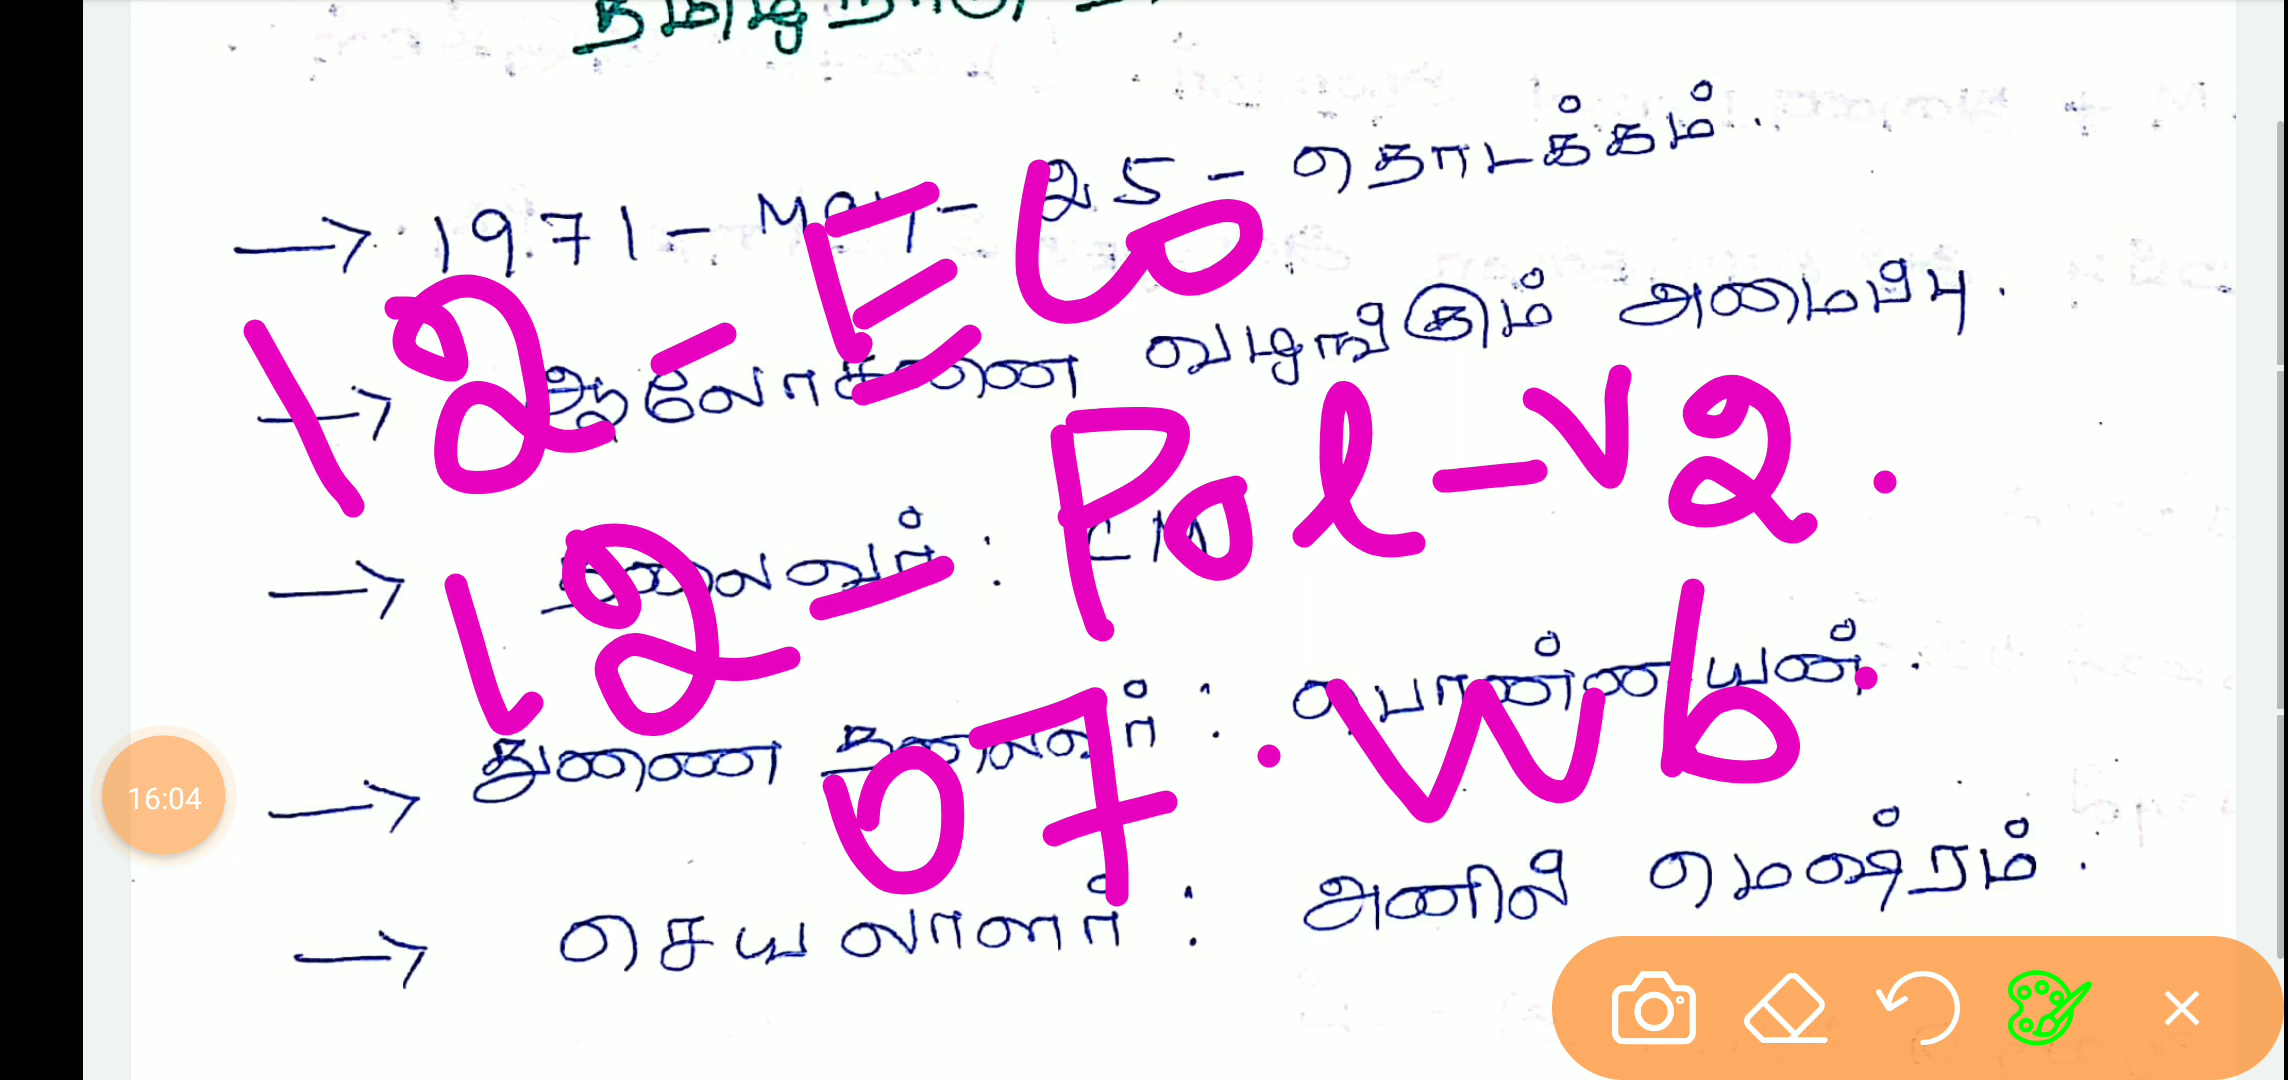 → 1971 - May - 25 - தொடக்கம்.
12 - Eco
→ ஆலோசனை வழங்கும் அமைப்பு.
12 - Pol - V2.
→ தலைவர் : CM
→ துணை தலைவர் : பொன்னையன்.
07. Wb.
→ செயலாளர் : அனில் மெஷ்ரம்.
16:04